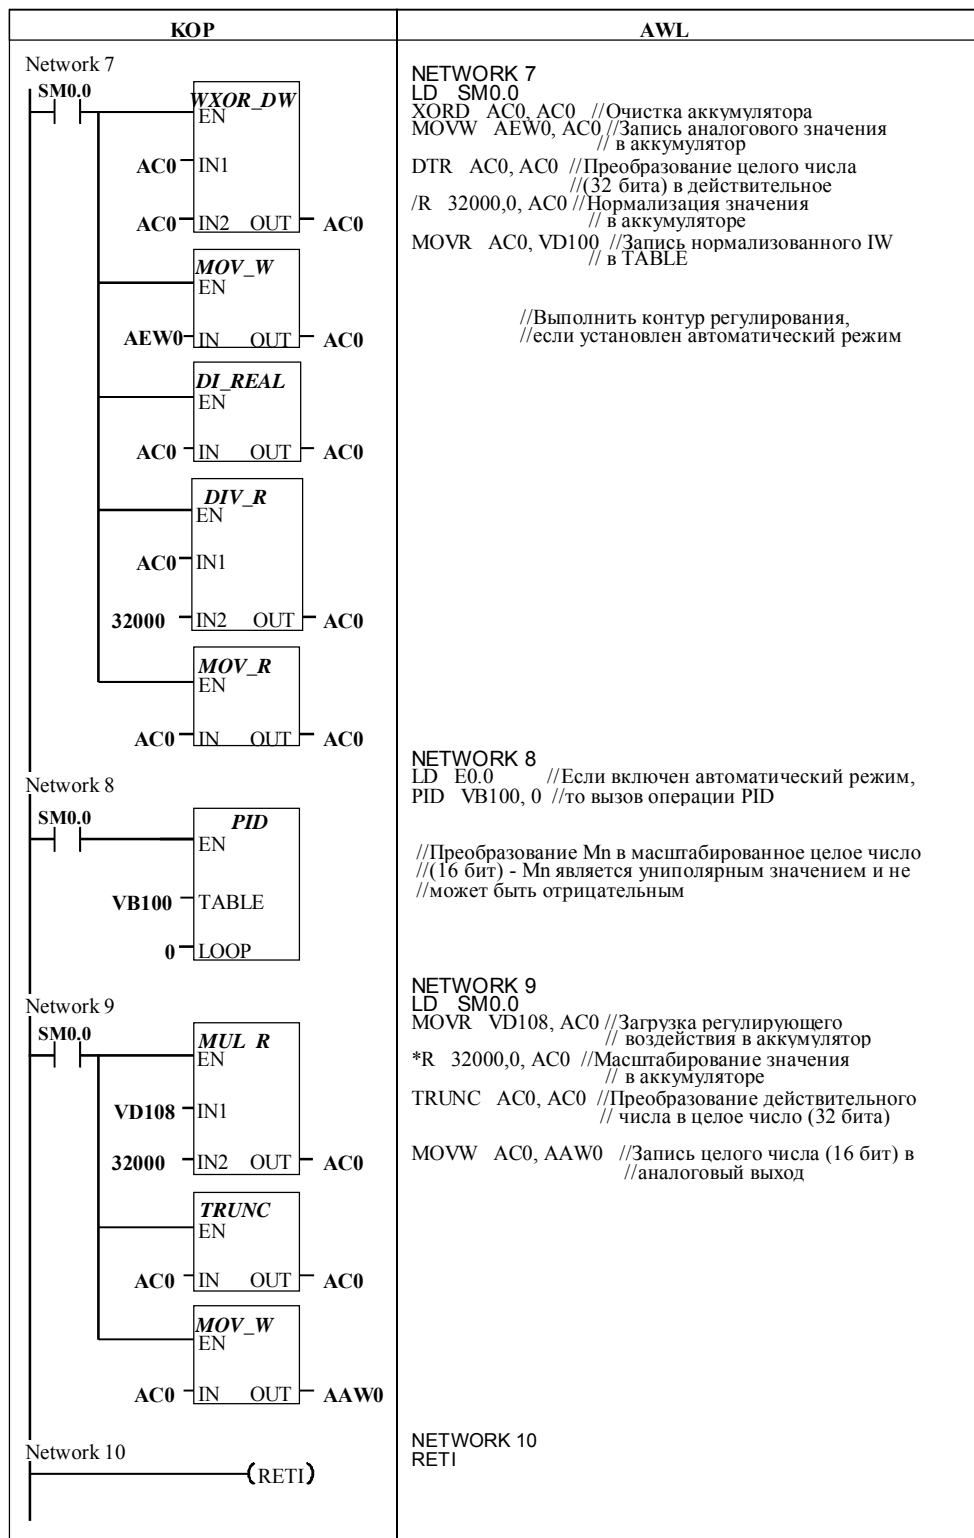 KOP
AWL
Network 7
SM0.0
WXOR_DW
EN
AC0 IN1
AC0 IN2 OUT AC0
MOV_W
EN
AEW0 IN OUT AC0
DI_REAL
EN
AC0 IN OUT AC0
DIV_R
EN
AC0 IN1
32000 IN2 OUT AC0
MOV_R
EN
AC0 IN OUT AC0
NETWORK 7
LD SM0.0
XORD AC0, AC0 //Очистка аккумулятора
MOVW AEW0, AC0 //Запись аналогового значения
// в аккумулятор
DTR AC0, AC0 //Преобразование целого числа
//(32 бита) в действительное
/R 32000,0, AC0 //Нормализация значения
// в аккумуляторе
MOVR AC0, VD100 //Запись нормализованного IW
// в TABLE
//Выполнить контур регулирования,
//если установлен автоматический режим
Network 8
SM0.0
PID
EN
VB100 TABLE
0 LOOP
NETWORK 8
LD E0.0 //Если включен автоматический режим,
PID VB100, 0 //то вызов операции PID
//Преобразование Mn в масштабированное целое число
//(16 бит) - Mn является униполярным значением и не
//может быть отрицательным
Network 9
SM0.0
MUL R
EN
VD108 IN1
32000 IN2 OUT AC0
TRUNC
EN
AC0 IN OUT AC0
MOV_W
EN
AC0 IN OUT AAW0
NETWORK 9
LD SM0.0
MOVR VD108, AC0 //Загрузка регулирующего
// воздействия в аккумулятор
*R 32000,0, AC0 //Масштабирование значения
// в аккумуляторе
TRUNC AC0, AC0 //Преобразование действительного
// числа в целое число (32 бита)
MOVW AC0, AAW0 //Запись целого числа (16 бит) в
//аналоговый выход
Network 10
(RETI)
NETWORK 10
RETI